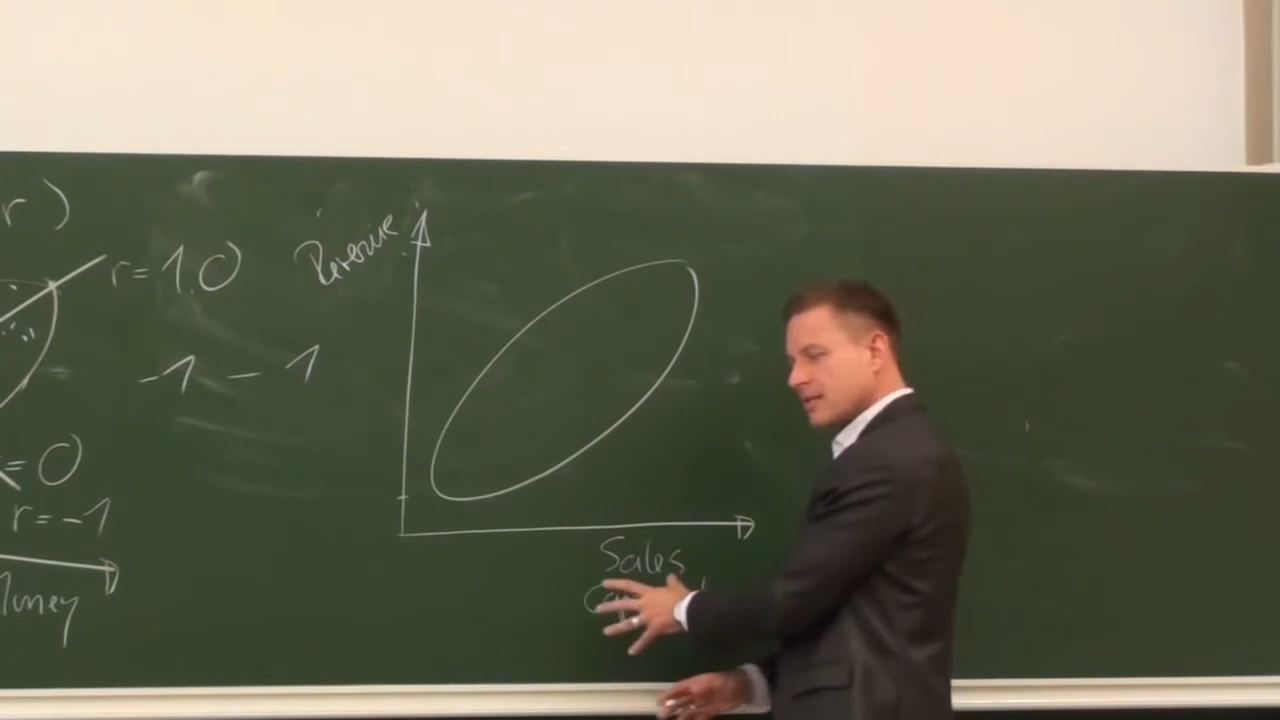 r)
r=1.0
-1 - 1
=0
r=-1
Money
Revenue
Sales